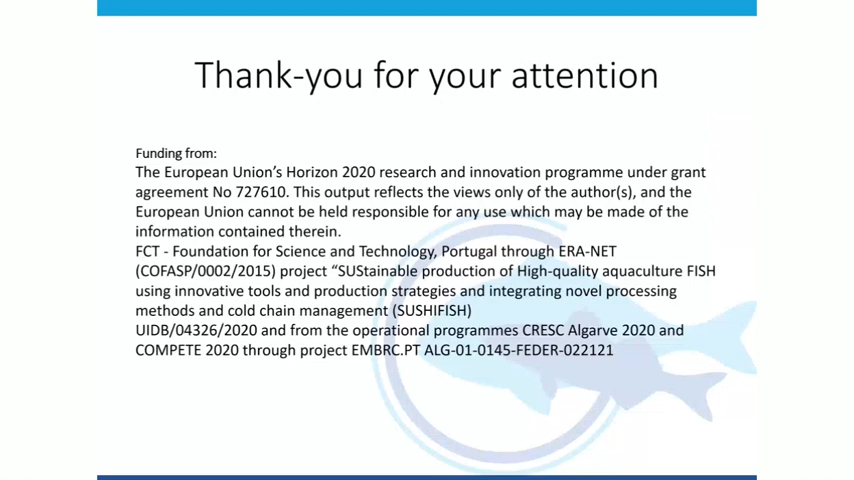 Thank-you for your attention
Funding from:
The European Union's Horizon 2020 research and innovation programme under grant
agreement No 727610. This output reflects the views only of the author(s), and the
European Union cannot be held responsible for any use which may be made of the
information contained therein.
FCT - Foundation for Science and Technology, Portugal through ERA-NET
(COFASP/0002/2015) project “SUStainable production of High-quality aquaculture FISH
using innovative tools and production strategies and integrating novel processing
methods and cold chain management (SUSHIFISH)
UIDB/04326/2020 and from the operational programmes CRESC Algarve 2020 and
COMPETE 2020 through project EMBRC.PT ALG-01-0145-FEDER-022121